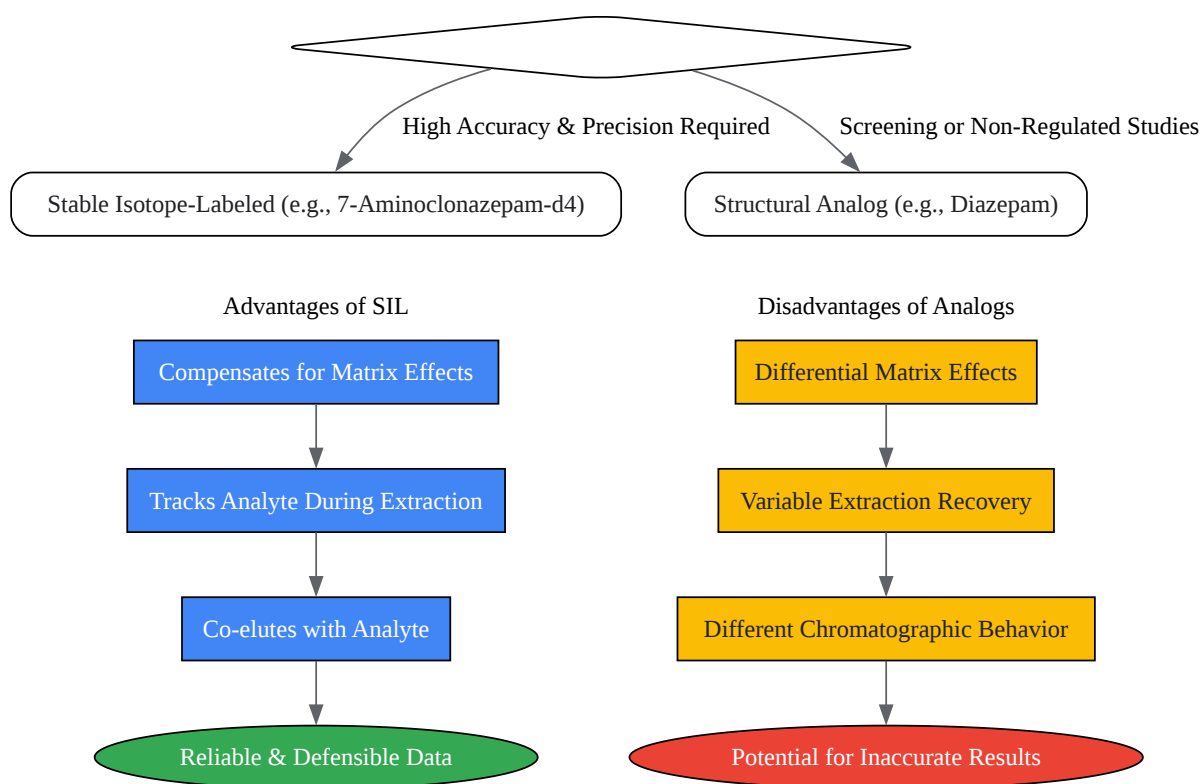 High Accuracy & Precision Required
Screening or Non-Regulated Studies
Stable Isotope-Labeled (e.g., 7-Aminoclonazepam-d4)
Structural Analog (e.g., Diazepam)
Advantages of SIL
Compensates for Matrix Effects
Tracks Analyte During Extraction
Co-elutes with Analyte
Reliable & Defensible Data
Disadvantages of Analogs
Differential Matrix Effects
Variable Extraction Recovery
Different Chromatographic Behavior
Potential for Inaccurate Results